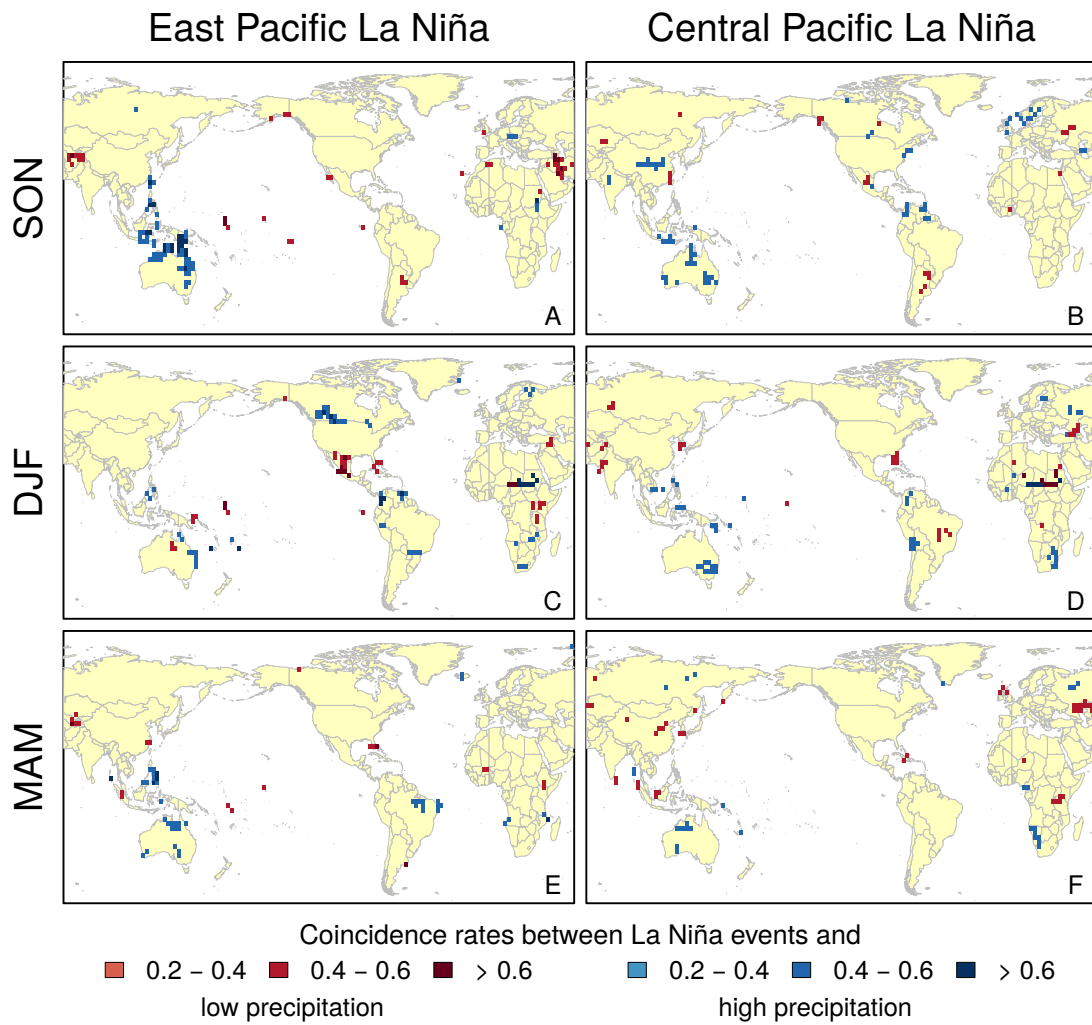 East Pacific La Niña
Central Pacific La Niña
SON
A
B
DJF
C
D
MAM
E
F
Coincidence rates between La Niña events and
0.2 − 0.4
0.4 − 0.6
> 0.6
0.2 − 0.4
0.4 − 0.6
> 0.6
low precipitation
high precipitation